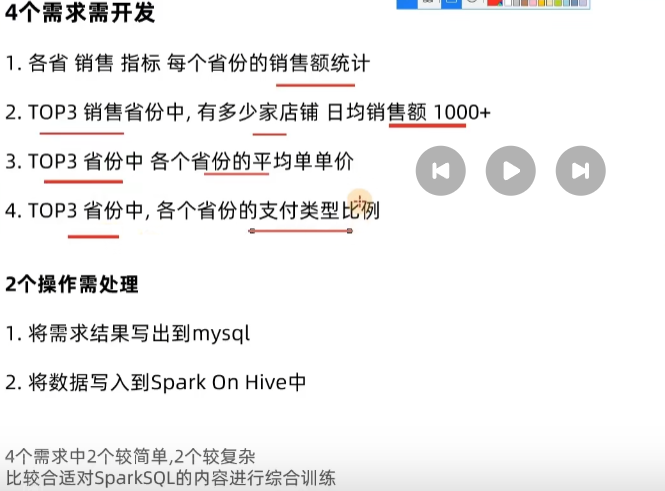 4个需求需开发
1. 各省 销售 指标 每个省份的销售额统计
2. TOP3 销售省份中, 有多少家店铺 日均销售额 1000+
3. TOP3 省份中 各个省份的平均单单价
4. TOP3 省份中, 各个省份的支付类型比例
2个操作需处理
1. 将需求结果写出到mysql
2. 将数据写入到Spark On Hive中
4个需求中2个较简单,2个较复杂
比较合适对SparkSQL的内容进行综合训练